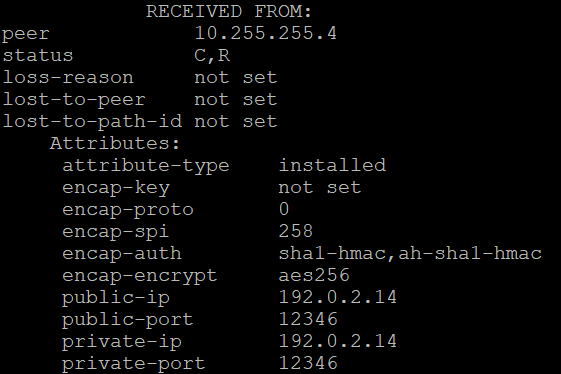 RECEIVED FROM:
peer 10.255.255.4
status C,R
loss-reason not set
lost-to-peer not set
lost-to-path-id not set
Attributes:
attribute-type installed
encap-key not set
encap-proto 0
encap-spi 258
encap-auth sha1-hmac,ah-sha1-hmac
encap-encrypt aes256
public-ip 192.0.2.14
public-port 12346
private-ip 192.0.2.14
private-port 12346